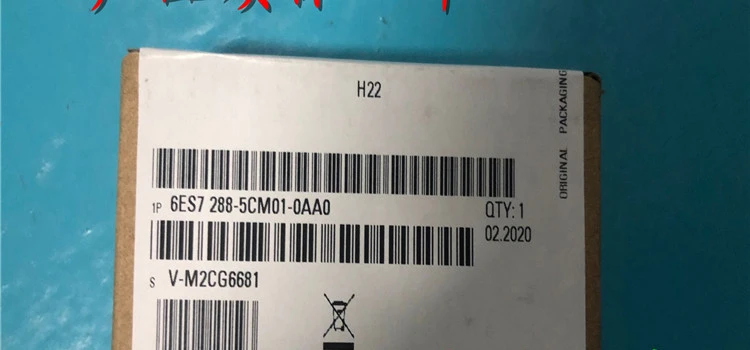 H22
ORIGINAL PACKAGING
1P 6ES7 288-5CM01-0AA0
QTY: 1
02.2020
S V-M2CG6681